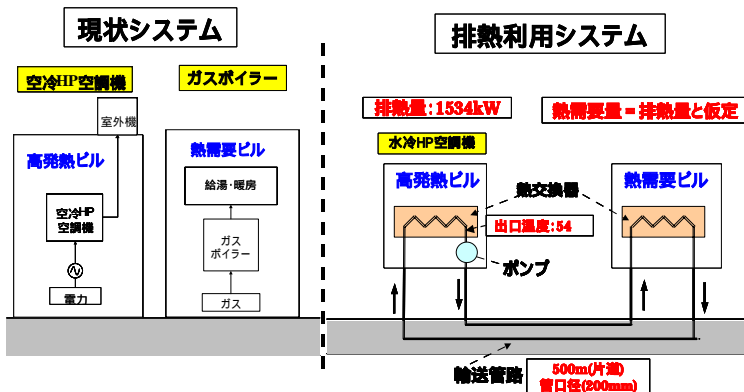 現状システム
空冷HP空調機
ガスボイラー
室外機
高発熱ビル
空冷HP
空調機
電力
熱需要ビル
給湯・暖房
ガス
ボイラー
ガス
排熱利用システム
排熱量：1534kW
熱需要量 = 排熱量と仮定
水冷HP空調機
高発熱ビル
熱交換器
熱需要ビル
出口温度：54
ポンプ
輸送管路
500m(片道)
管口径(200mm)